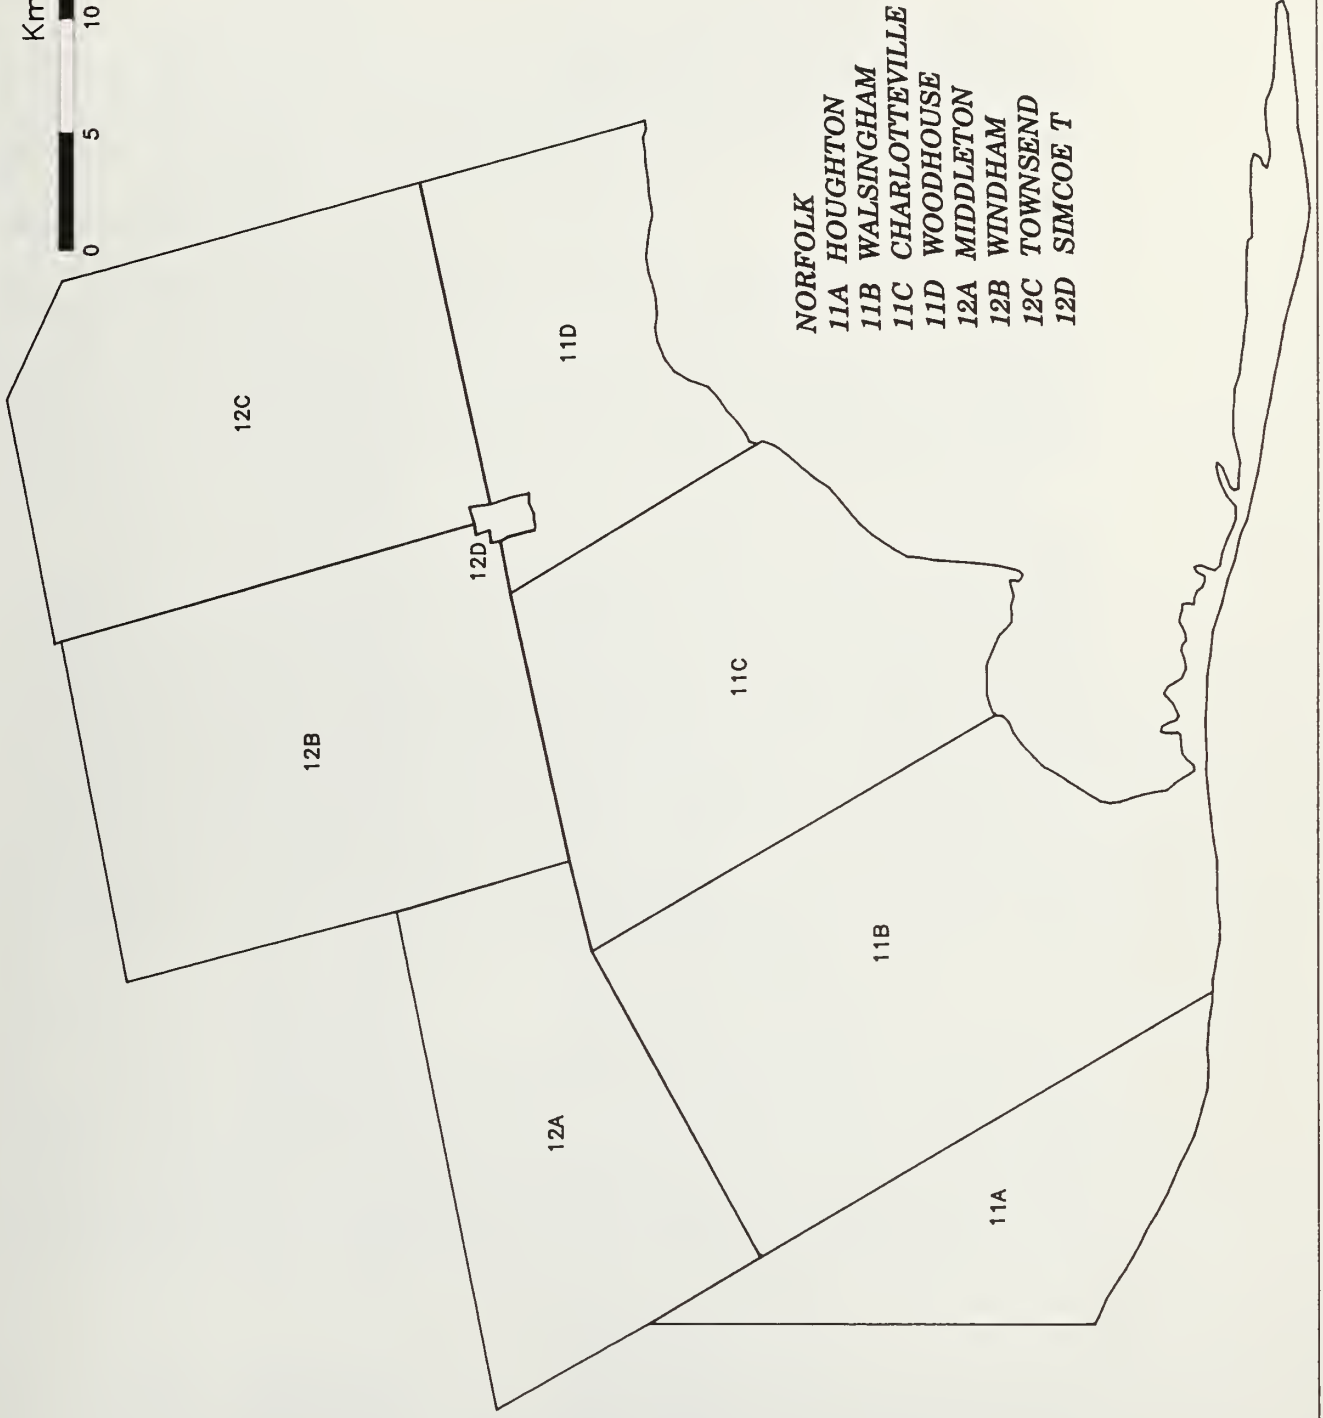 Km
0 5 10
12C
11D
12D
12B
11C
12A
11B
11A
NORFOLK
11A HOUGHTON
11B WALSINGHAM
11C CHARLOTTEVILLE
11D WOODHOUSE
12A MIDDLETON
12B WINDHAM
12C TOWNSEND
12D SIMCOE T